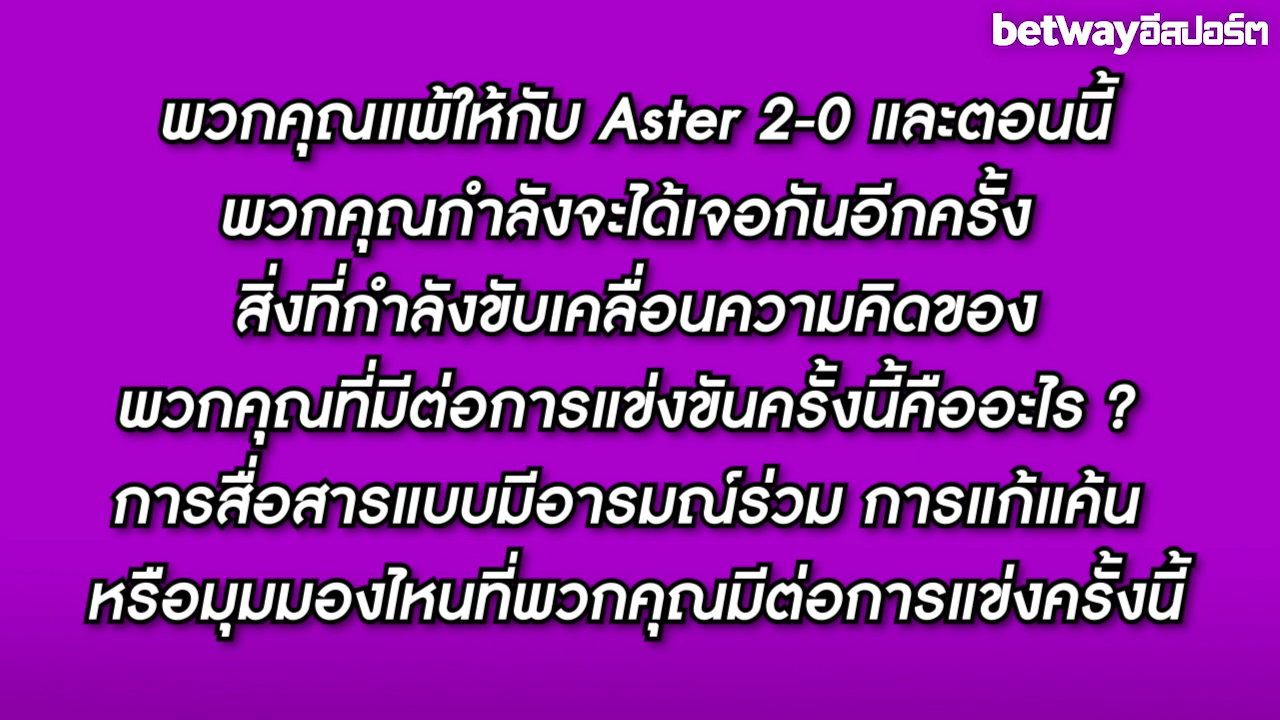 betwayอีสปอร์ต
พวกคุณแพ้ให้กับ Aster 2-0 และตอนนี้
พวกคุณกำลังจะได้เจอกันอีกครั้ง
สิ่งที่กำลังขับเคลื่อนความคิดของ
พวกคุณที่มีต่อการแข่งขันครั้งนี้คืออะไร ?
การสื่อสารแบบมีอารมณ์ร่วม การแก้แค้น
หรือมุมมองไหนที่พวกคุณมีต่อการแข่งครั้งนี้